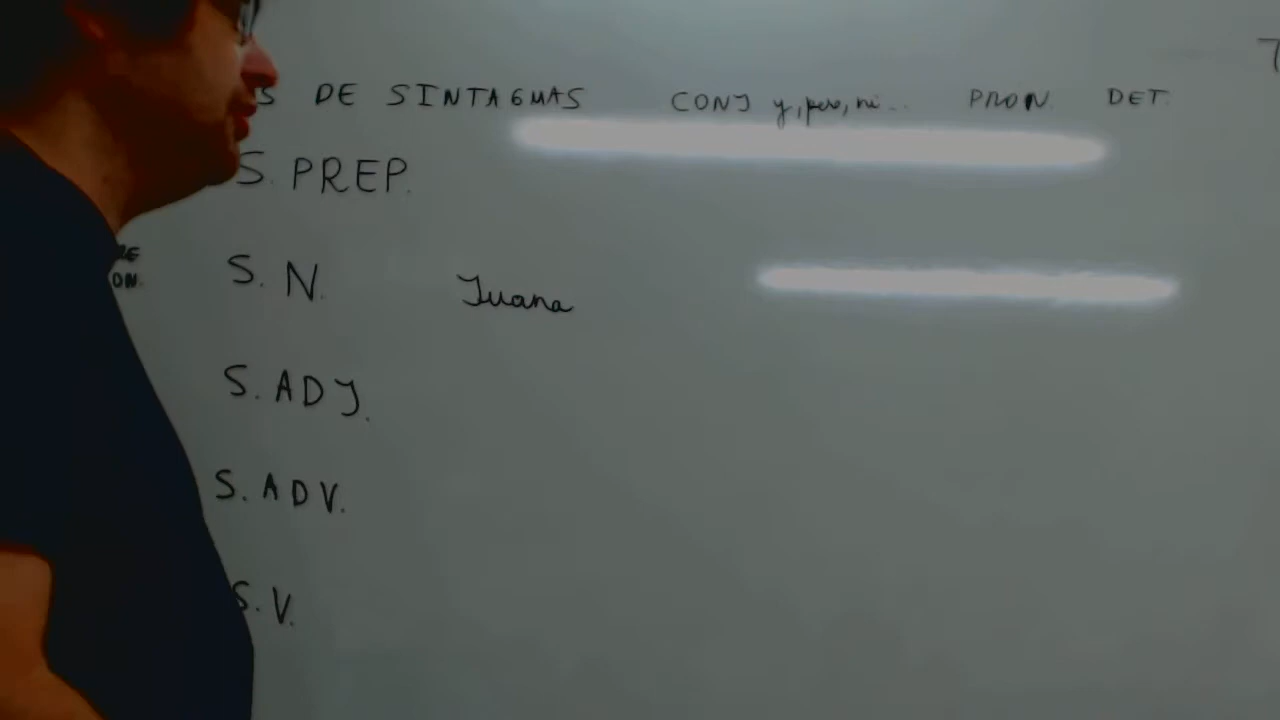 S DE SINTAGMAS CONJ y, pero, ni... PRON. DET.
S. PREP.
S. N. Juana
S. ADJ.
S. ADV.
S. V.